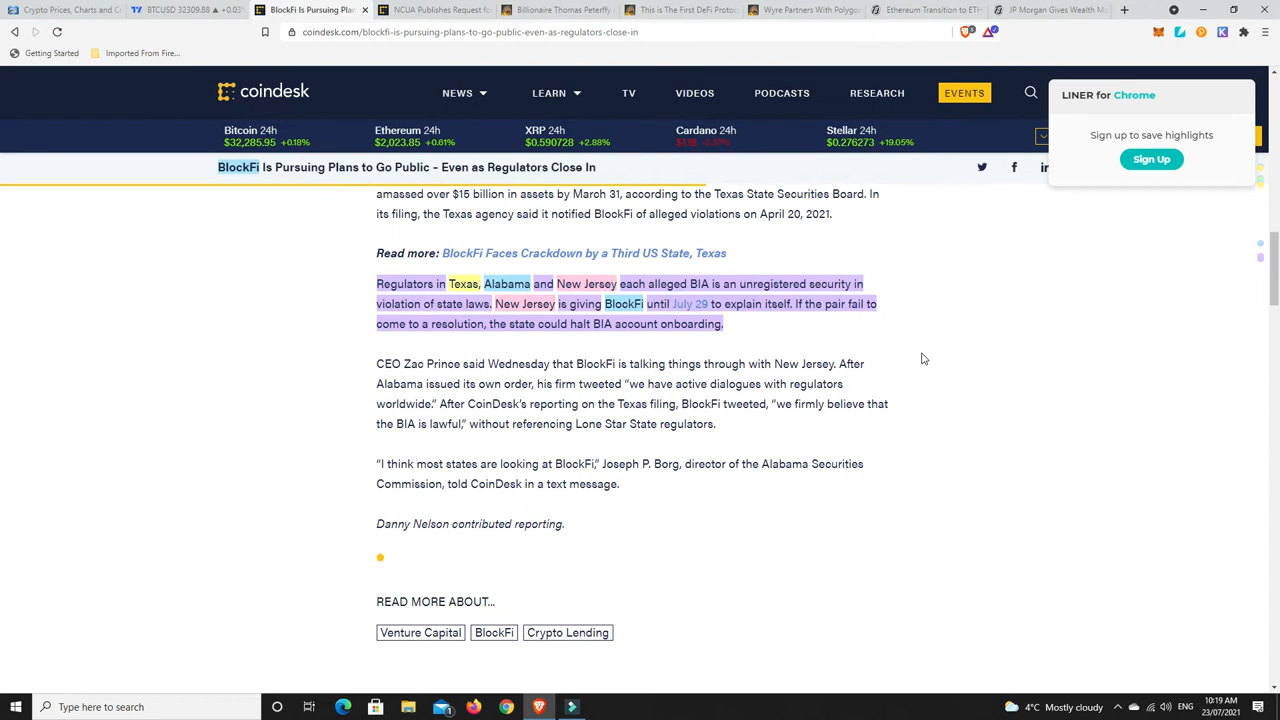 Crypto Prices, Charts and Cr
BTCUSD 32309.88 ▲ +0.03%
BlockFi Is Pursuing Plans
NCUA Publishes Request for
Billionaire Thomas Peterffy
This is The First DeFi Protoc
Wyre Partners With Polygo
Ethereum Transition to ETH
JP Morgan Gives Wealth M
coindesk.com/blockfi-is-pursuing-plans-to-go-public-even-as-regulators-close-in
Getting Started
Imported From Fire...
coindesk
NEWS
LEARN
TV
VIDEOS
PODCASTS
RESEARCH
EVENTS
LINER for Chrome
Sign up to save highlights
Sign Up
Bitcoin 24h
$32,285.95 +0.18%
Ethereum 24h
$2,023.85 +0.61%
XRP 24h
$0.590728 +2.88%
Cardano 24h
Stellar 24h
$0.276273 +19.05%
BlockFi Is Pursuing Plans to Go Public – Even as Regulators Close In
amassed over $15 billion in assets by March 31, according to the Texas State Securities Board. In
its filing, the Texas agency said it notified BlockFi of alleged violations on April 20, 2021.
Read more: BlockFi Faces Crackdown by a Third US State, Texas
Regulators in Texas, Alabama and New Jersey each alleged BIA is an unregistered security in
violation of state laws. New Jersey is giving BlockFi until July 29 to explain itself. If the pair fail to
come to a resolution, the state could halt BIA account onboarding.
CEO Zac Prince said Wednesday that BlockFi is talking things through with New Jersey. After
Alabama issued its own order, his firm tweeted “we have active dialogues with regulators
worldwide.” After CoinDesk’s reporting on the Texas filing, BlockFi tweeted, “we firmly believe that
the BIA is lawful,” without referencing Lone Star State regulators.
“I think most states are looking at BlockFi,” Joseph P. Borg, director of the Alabama Securities
Commission, told CoinDesk in a text message.
Danny Nelson contributed reporting.
READ MORE ABOUT...
Venture Capital
BlockFi
Crypto Lending
Type here to search
4°C Mostly cloudy
ENG
10:19 AM
23/07/2021